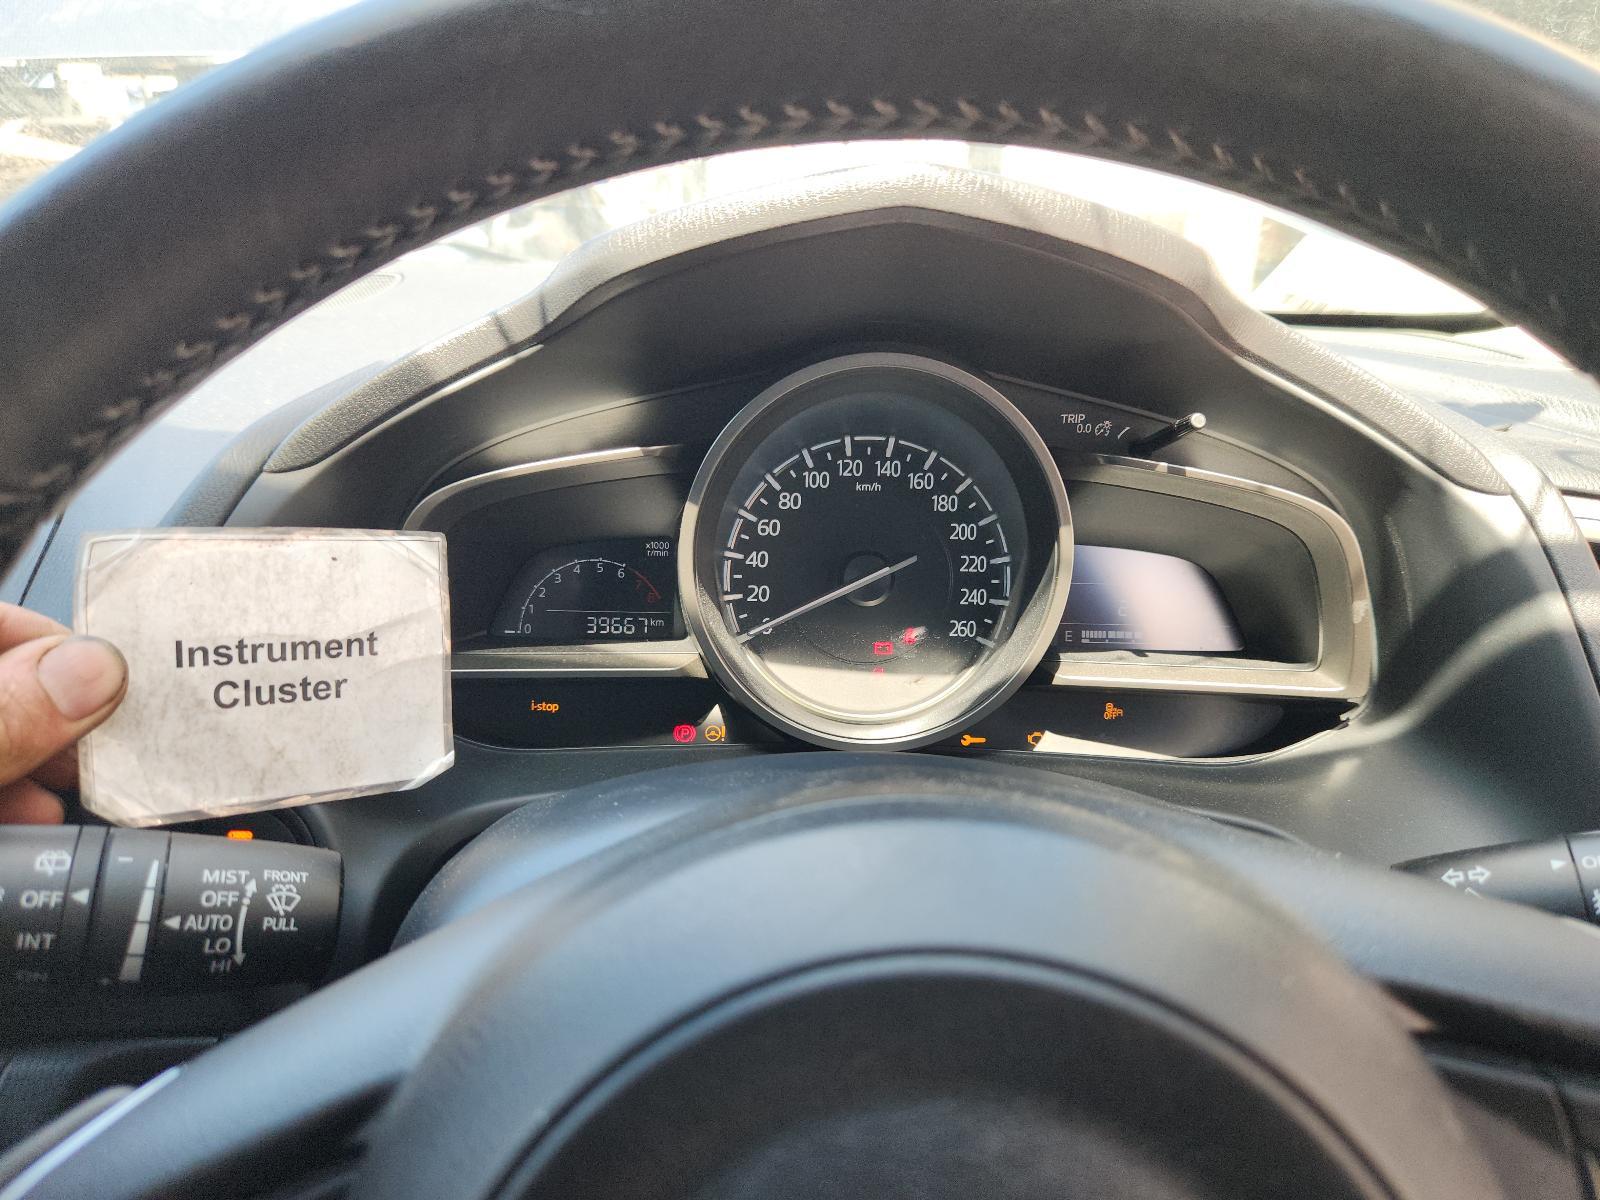 TRIP
0.0
120 140
100 160
km/h
80 180
60 200
40 220
20 240
0 260
x1000
r/min
0 1 2 3 4 5 6 7 8
39667 km
E
Instrument
Cluster
i-stop
P
!
OFF
MIST FRONT
OFF OFF
AUTO PULL
INT LO
HI